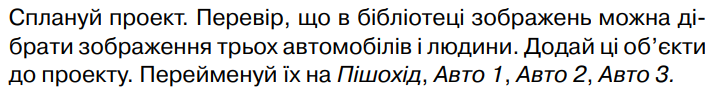 Сплануй проект. Перевір, що в бібліотеці зображень можна ді-
брати зображення трьох автомобілів і людини. Додай ці об’єкти
до проекту. Перейменуй їх на Пішохід, Авто 1, Авто 2, Авто 3.